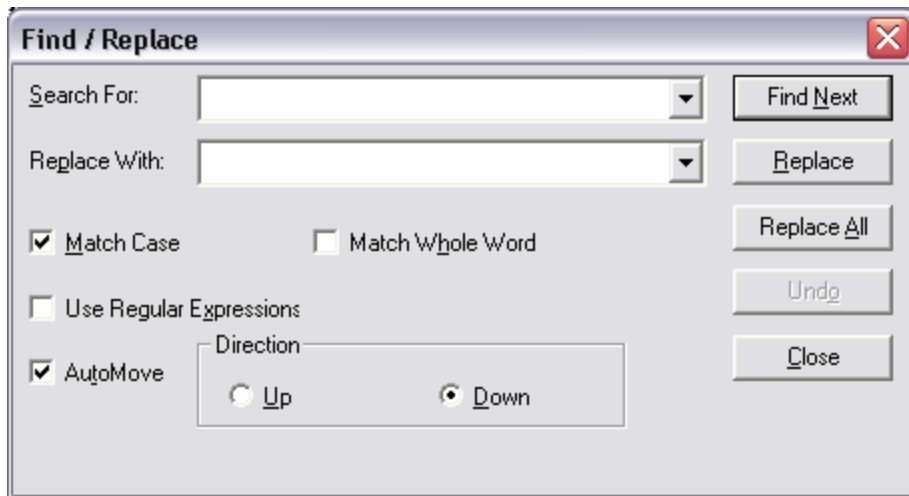 Find / Replace
Search For:
Find Next
Replace With:
Replace
Match Case
Match Whole Word
Replace All
Use Regular Expressions
Undo
AutoMove
Direction
Up
Down
Close